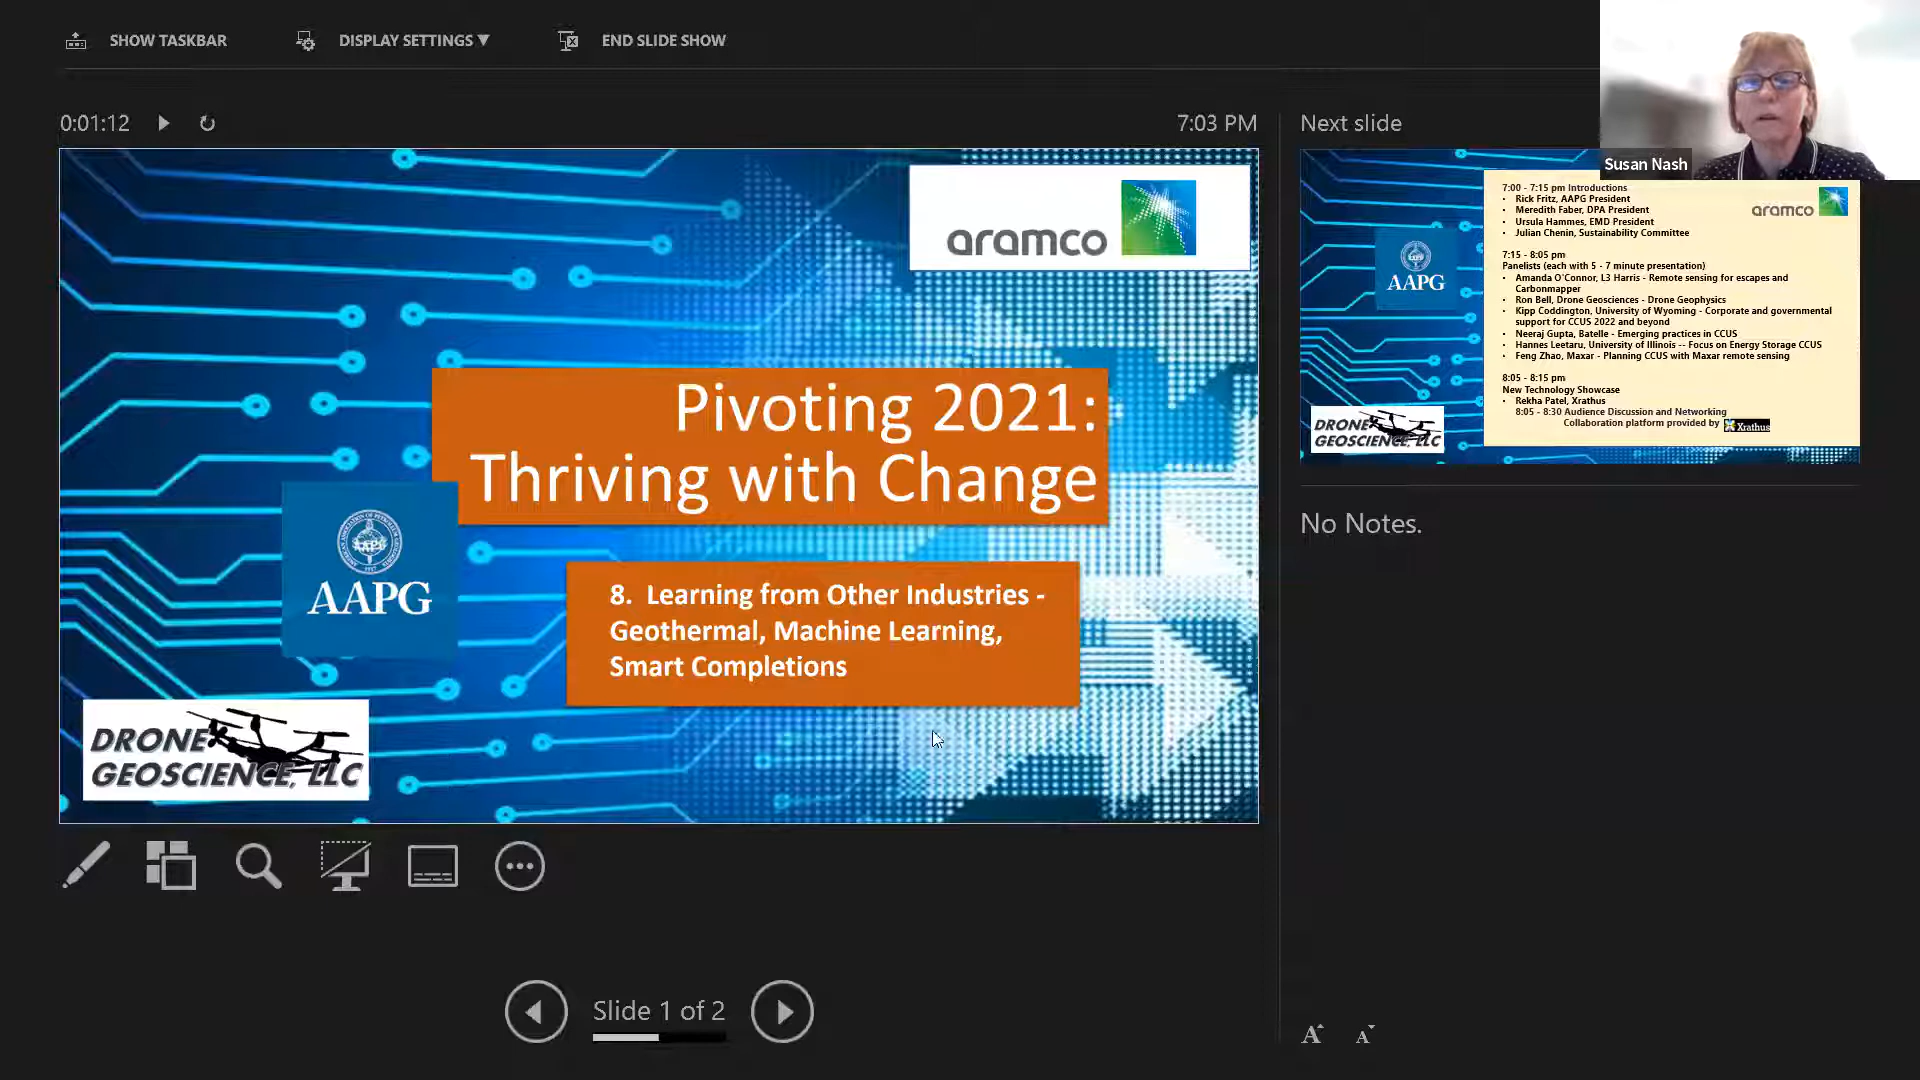 SHOW TASKBAR
DISPLAY SETTINGS ▼
END SLIDE SHOW
0:01:12
7:03 PM
aramco
Pivoting 2021:
Thriving with Change
AAPG
8. Learning from Other Industries -
Geothermal, Machine Learning,
Smart Completions
DRONE
GEOSCIENCE, LLC
Slide 1 of 2
Next slide
Susan Nash
7:00 - 7:15 pm Introductions
• Rick Fritz, AAPG President
• Meredith Faber, DPA President
• Ursula Hammes, EMD President
• Julian Chenin, Sustainability Committee
aramco
AAPG
7:15 - 8:05 pm
Panelists (each with 5 - 7 minute presentation)
• Amanda O'Connor, L3 Harris - Remote sensing for escapes and
Carbonmapper
• Ron Bell, Drone Geosciences - Drone Geophysics
• Kipp Coddington, University of Wyoming - Corporate and governmental
support for CCUS 2022 and beyond
• Neeraj Gupta, Batelle - Emerging practices in CCUS
• Hannes Leetaru, University of Illinois -- Focus on Energy Storage CCUS
• Feng Zhao, Maxar - Planning CCUS with Maxar remote sensing
8:05 - 8:15 pm
New Technology Showcase
• Rekha Patel, Xrathus
8:05 - 8:30 Audience Discussion and Networking
Collaboration platform provided by Xrathus
DRONE
GEOSCIENCE, LLC
No Notes.
A A